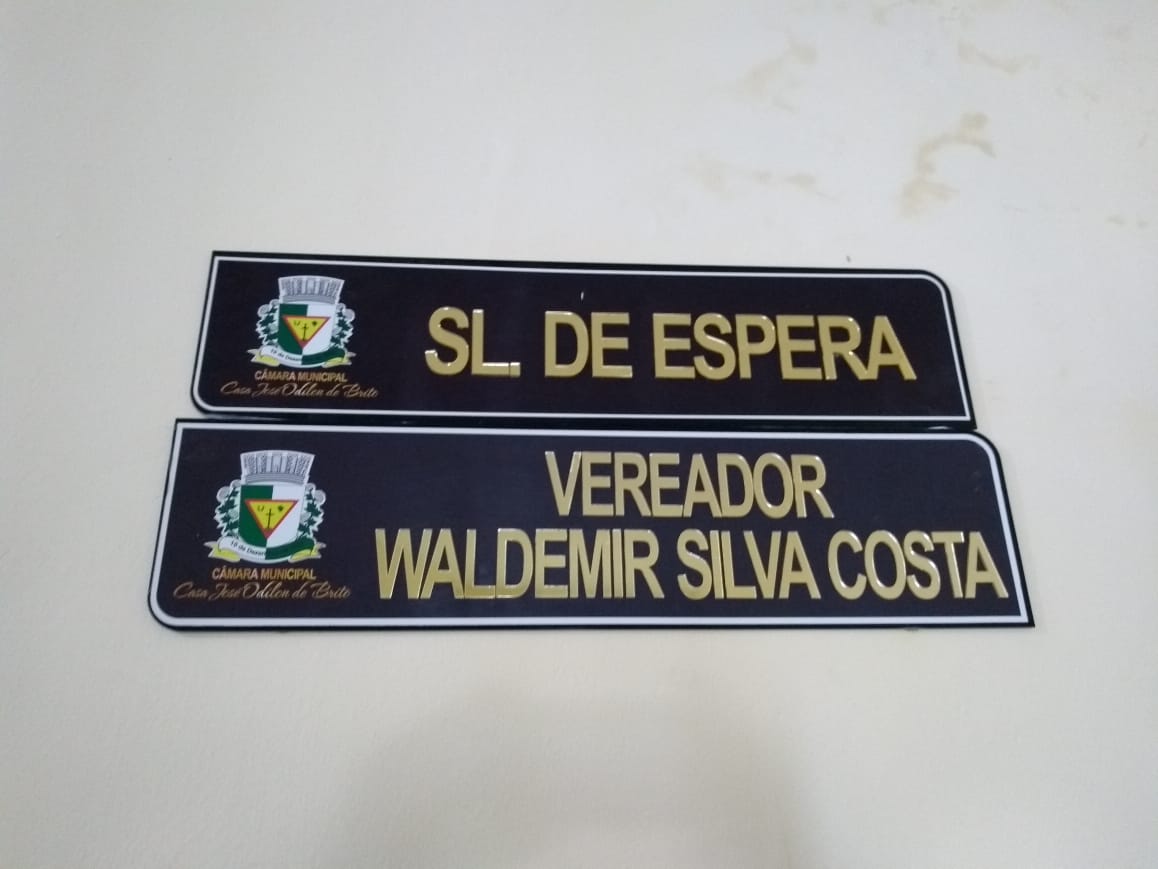 SL. DE ESPERA
CÂMARA MUNICIPAL
Casa José Odilon de Brito
VEREADOR
WALDEMIR SILVA COSTA
CÂMARA MUNICIPAL
Casa José Odilon de Brito